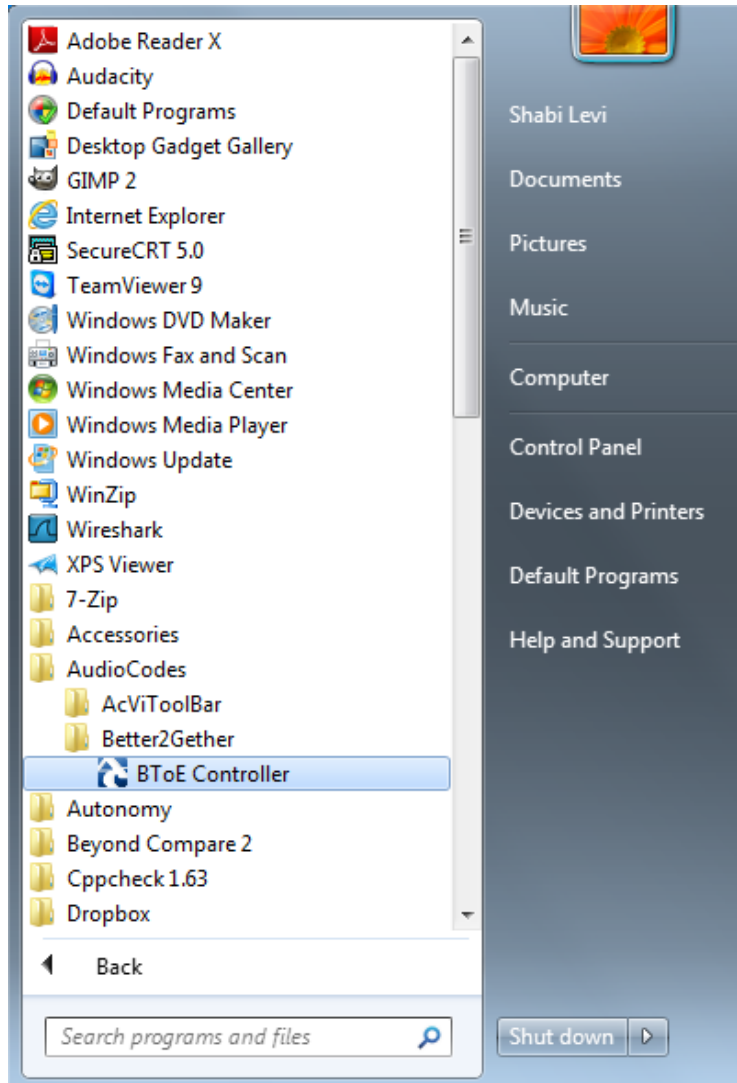 Adobe Reader X
Audacity
Default Programs
Desktop Gadget Gallery
GIMP 2
Internet Explorer
SecureCRT 5.0
TeamViewer 9
Windows DVD Maker
Windows Fax and Scan
Windows Media Center
Windows Media Player
Windows Update
WinZip
Wireshark
XPS Viewer
7-Zip
Accessories
AudioCodes
AcViToolBar
Better2Gether
BToE Controller
Autonomy
Beyond Compare 2
Cppcheck 1.63
Dropbox
Back
Search programs and files
Shabi Levi
Documents
Pictures
Music
Computer
Control Panel
Devices and Printers
Default Programs
Help and Support
Shut down